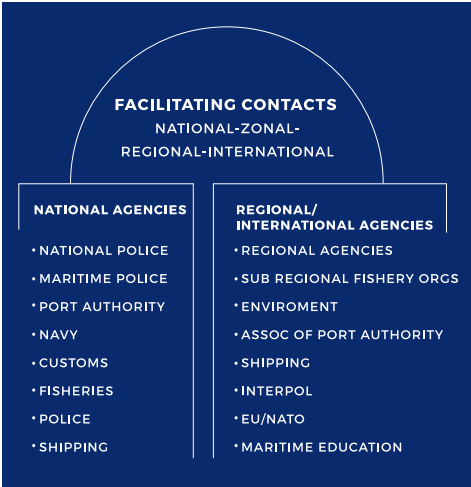 FACILITATING CONTACTS
NATIONAL-ZONAL-
REGIONAL-INTERNATIONAL
NATIONAL AGENCIES
• NATIONAL POLICE
• MARITIME POLICE
• PORT AUTHORITY
• NAVY
• CUSTOMS
• FISHERIES
• POLICE
• SHIPPING
REGIONAL/
INTERNATIONAL AGENCIES
• REGIONAL AGENCIES
• SUB REGIONAL FISHERY ORGS
• ENVIROMENT
• ASSOC OF PORT AUTHORITY
• SHIPPING
• INTERPOL
• EU/NATO
• MARITIME EDUCATION